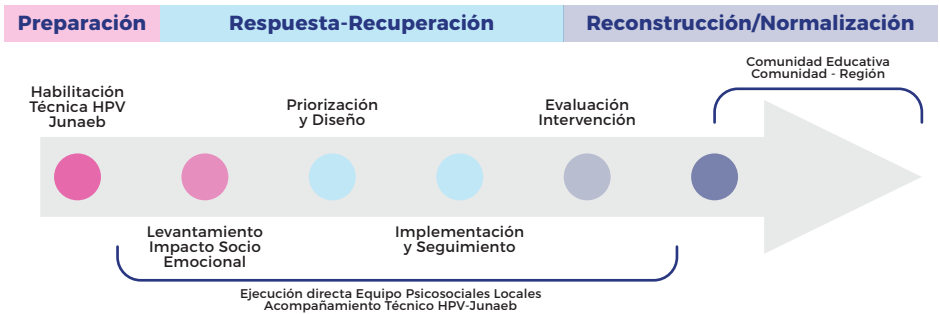 Preparación
Respuesta-Recuperación
Reconstrucción/Normalización
Comunidad Educativa
Comunidad - Región
Habilitación
Técnica HPV
Junaeb
Priorización
y Diseño
Evaluación
Intervención
Levantamiento
Impacto Socio
Emocional
Implementación
y Seguimiento
Ejecución directa Equipo Psicosociales Locales
Acompañamiento Técnico HPV-Junaeb